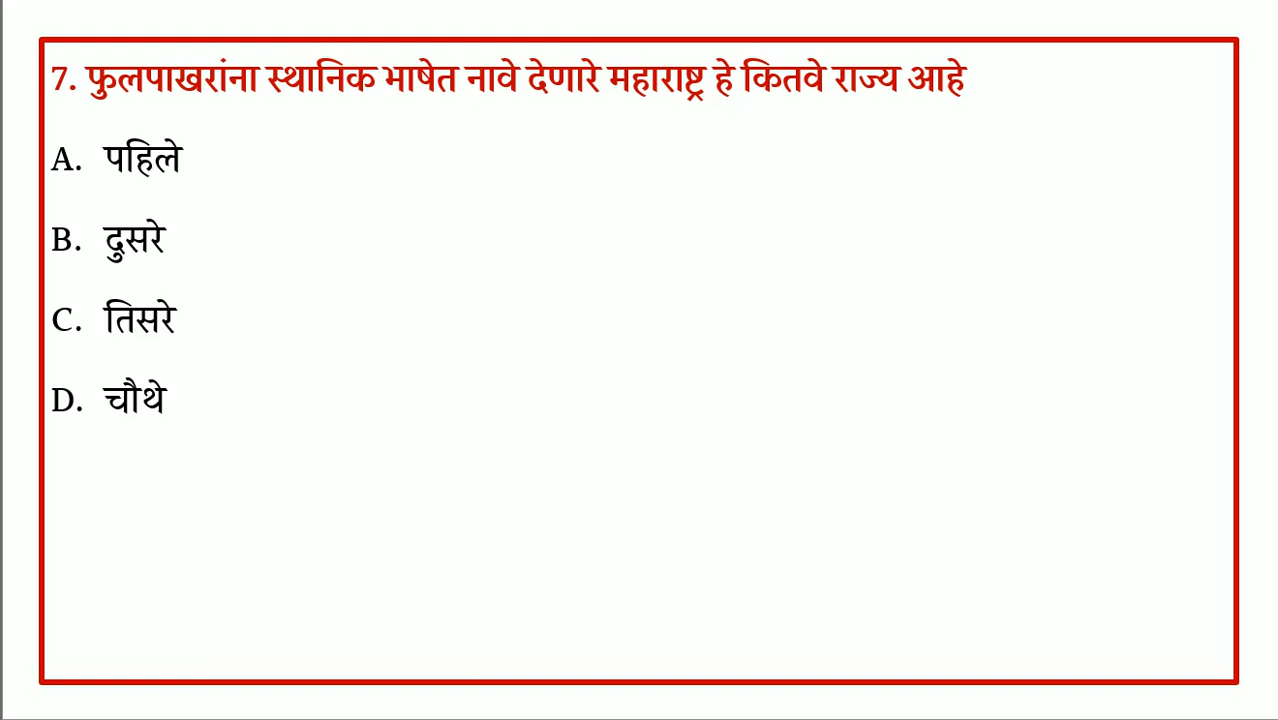 7. फुलपाखरांना स्थानिक भाषेत नावे देणारे महाराष्ट्र हे कितवे राज्य आहे
A. पहिले
B. दुसरे
C. तिसरे
D. चौथे